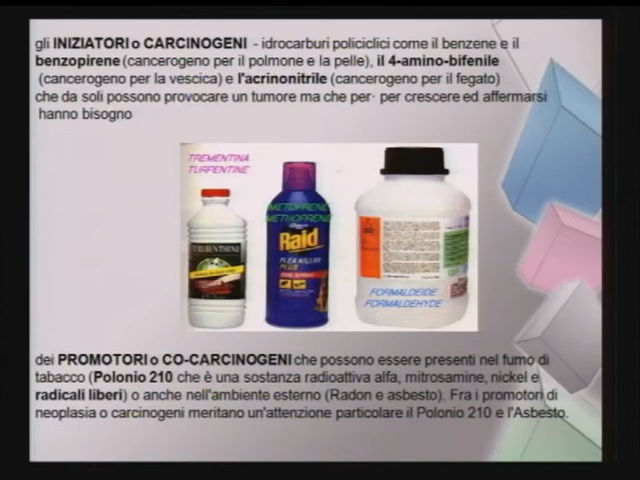 gli INIZIATORI o CARCINOGENI - idrocarburi policiclici come il benzene e il
benzopirene (cancerogeno per il polmone e la pelle), il 4-amino-bifenile
(cancerogeno per la vescica) e l'acrinonitrile (cancerogeno per il fegato)
che da soli possono provocare un tumore ma che per· per crescere ed affermarsi
hanno bisogno
TREMENTINA
TURPENTINE
METOPRENE
METHOPRENE
Raid
FLEA KILLER
PLUS
FORMALDEIDE
FORMALDEHYDE
dei PROMOTORI o CO-CARCINOGENI che possono essere presenti nel fumo di
tabacco (Polonio 210 che è una sostanza radioattiva alfa, mitrosamine, nickel e
radicali liberi) o anche nell'ambiente esterno (Radon e asbesto). Fra i promotori di
neoplasia o carcinogeni meritano un'attenzione particolare il Polonio 210 e l'Asbesto.